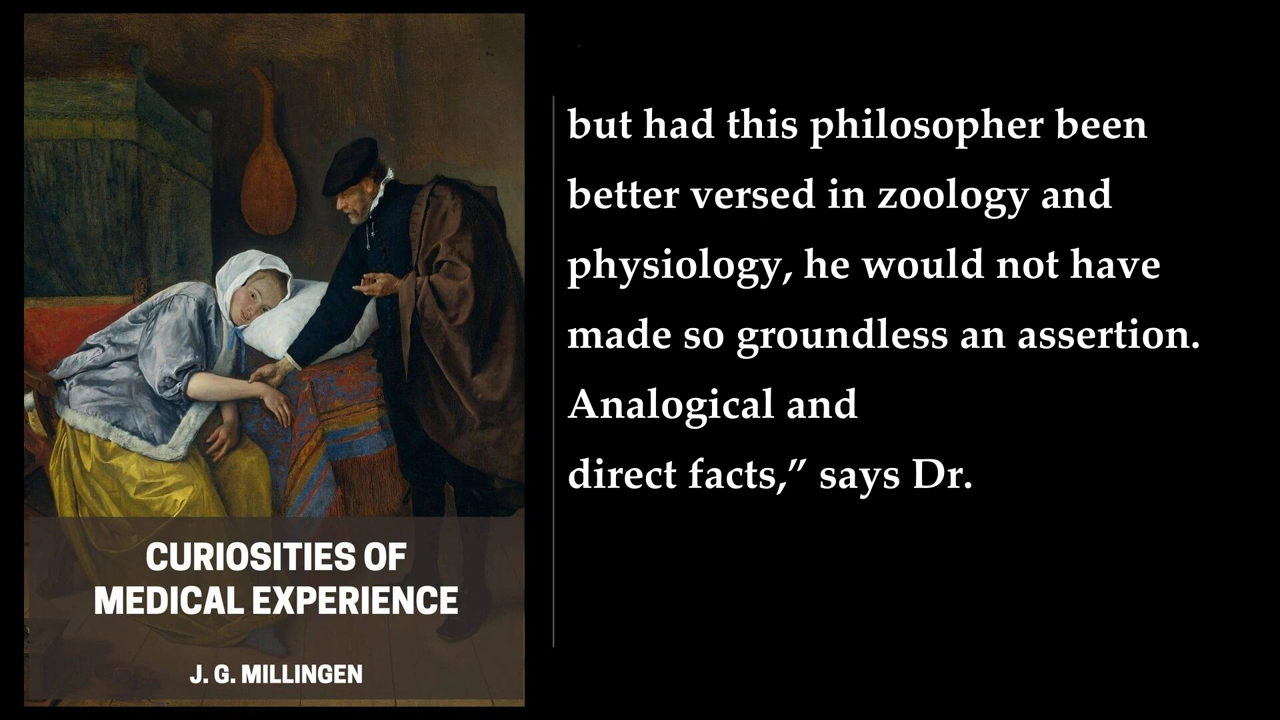 but had this philosopher been
better versed in zoology and
physiology, he would not have
made so groundless an assertion.
Analogical and
direct facts,” says Dr.
CURIOSITIES OF
MEDICAL EXPERIENCE
J. G. MILLINGEN